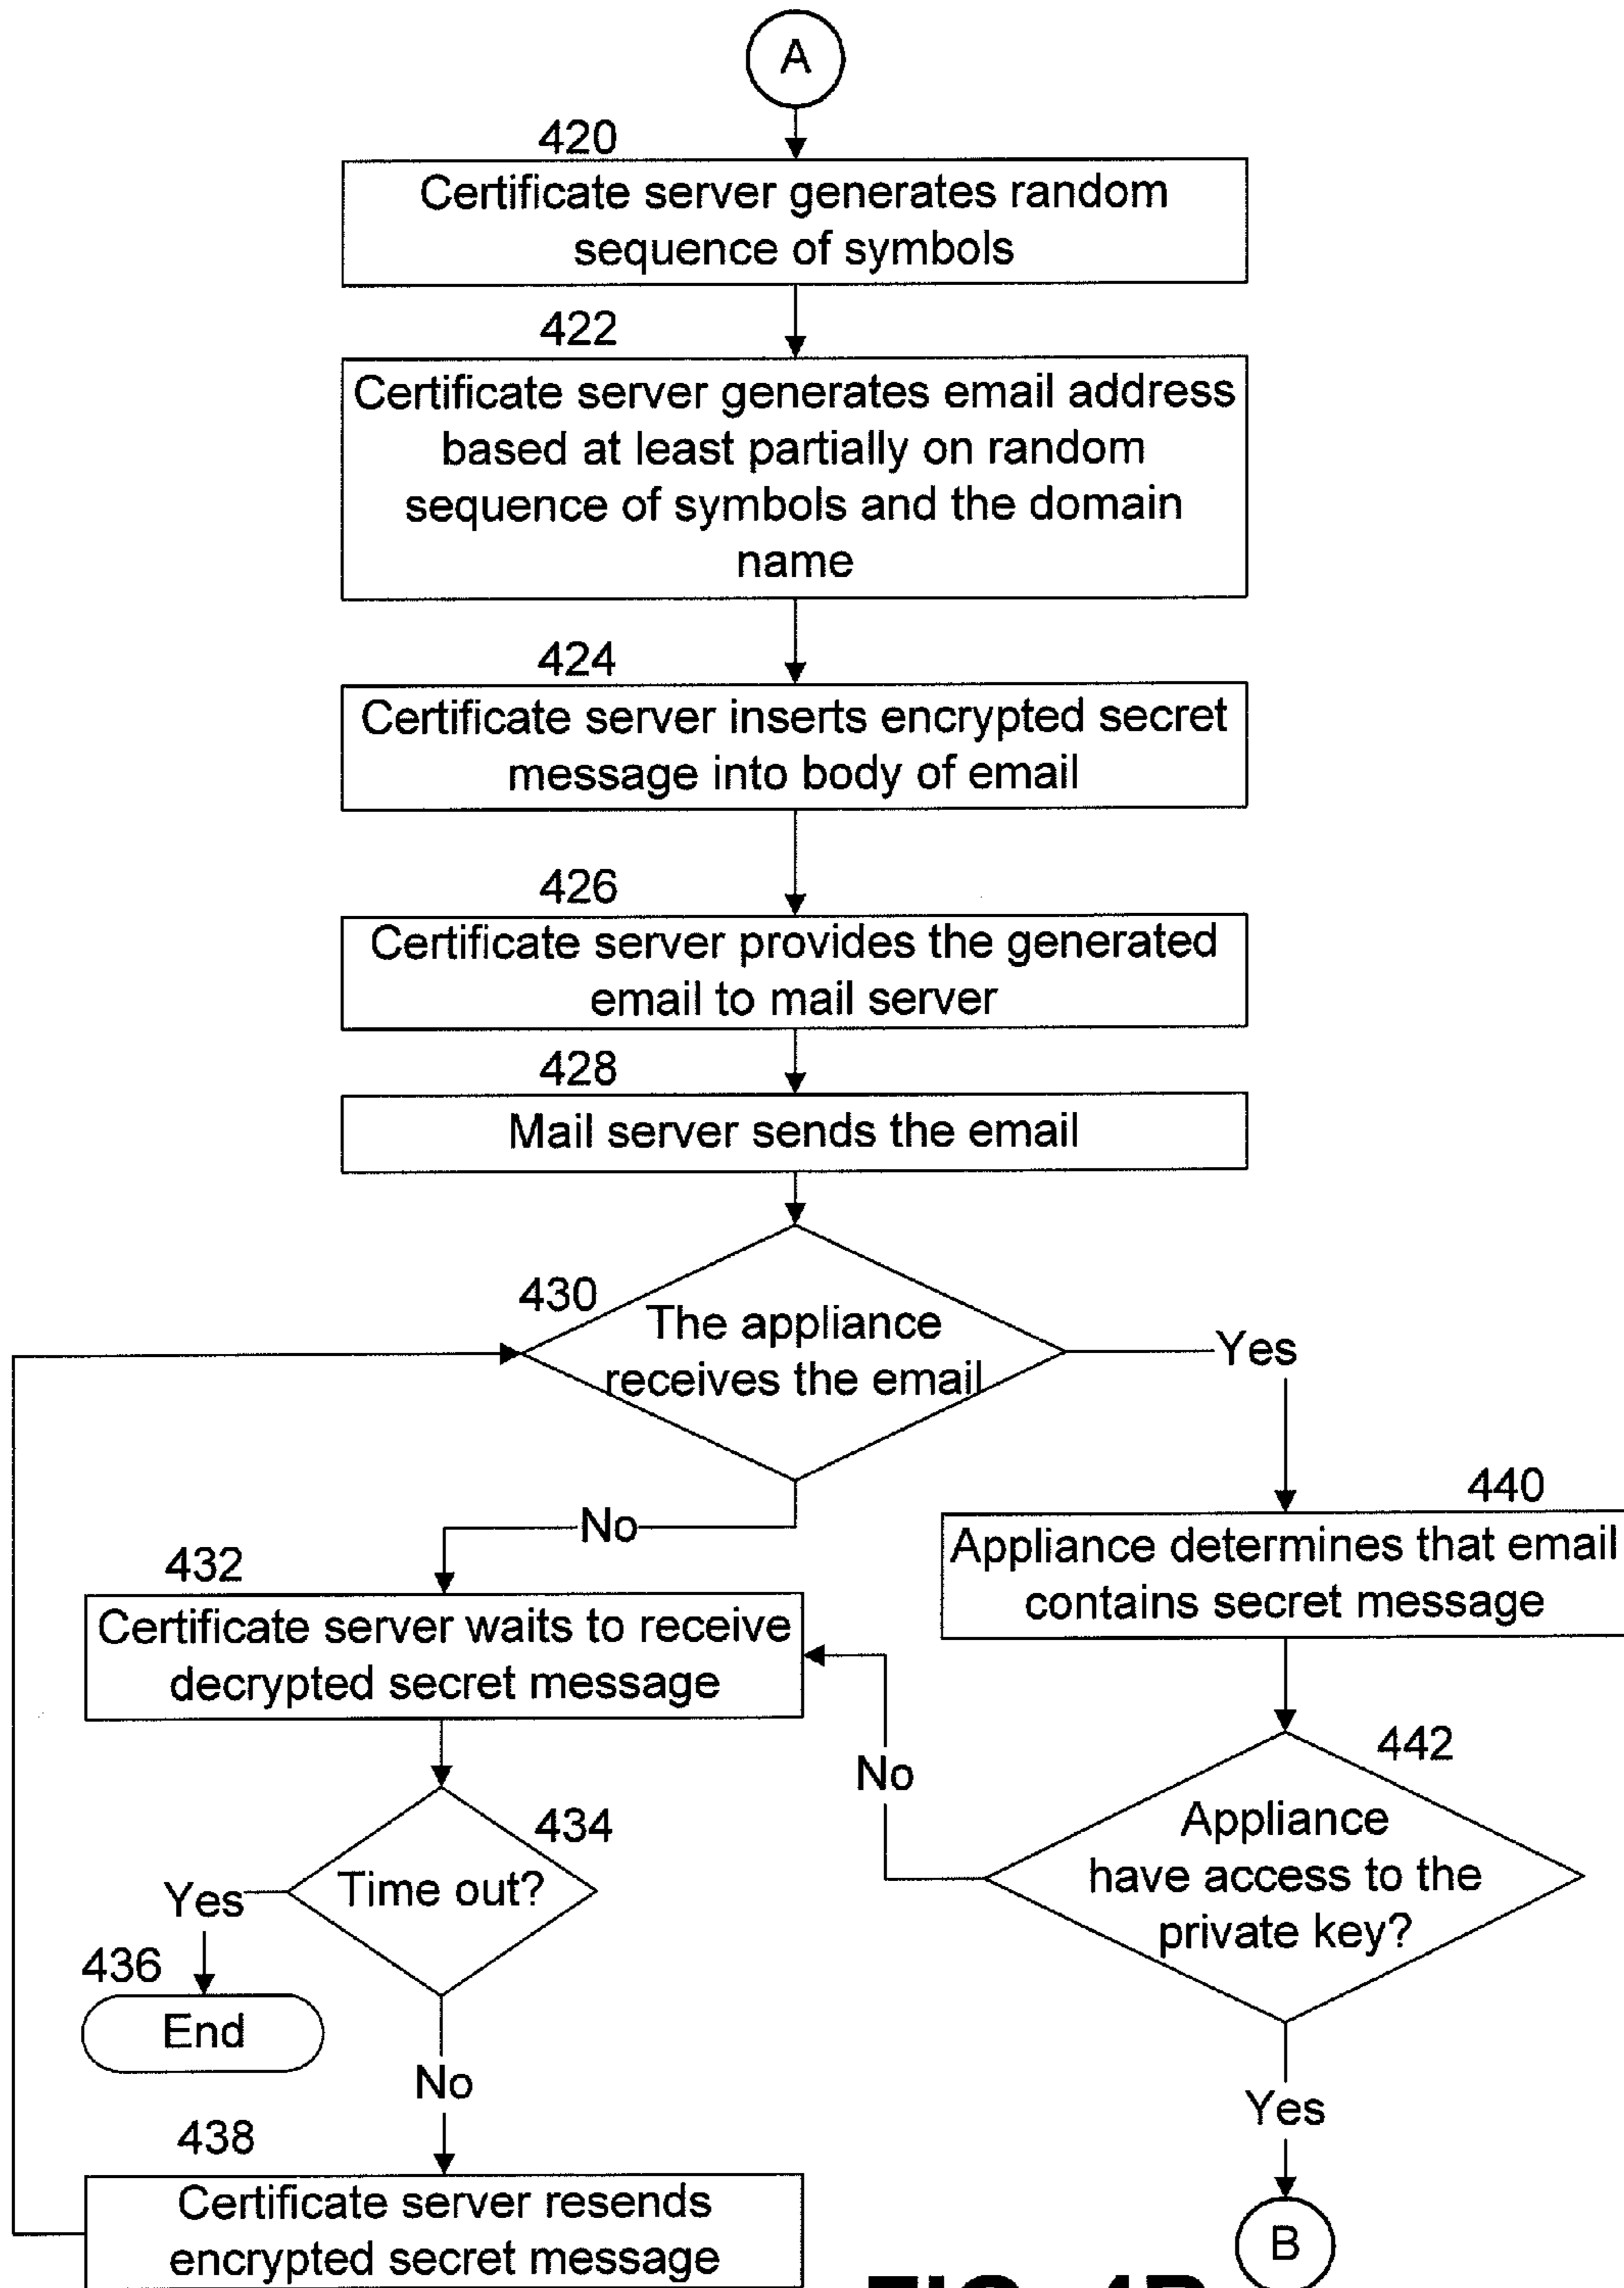 A
420
Certificate server generates random
sequence of symbols
422
Certificate server generates email address
based at least partially on random
sequence of symbols and the domain
name
424
Certificate server inserts encrypted secret
message into body of email
426
Certificate server provides the generated
email to mail server
428
Mail server sends the email
430
The appliance
receives the email
Yes
No
440
Appliance determines that email
contains secret message
432
Certificate server waits to receive
decrypted secret message
442
Appliance
have access to the
private key?
No
434
Time out?
Yes
436
End
No
Yes
438
Certificate server resends
encrypted secret message
B
FIG. 4B